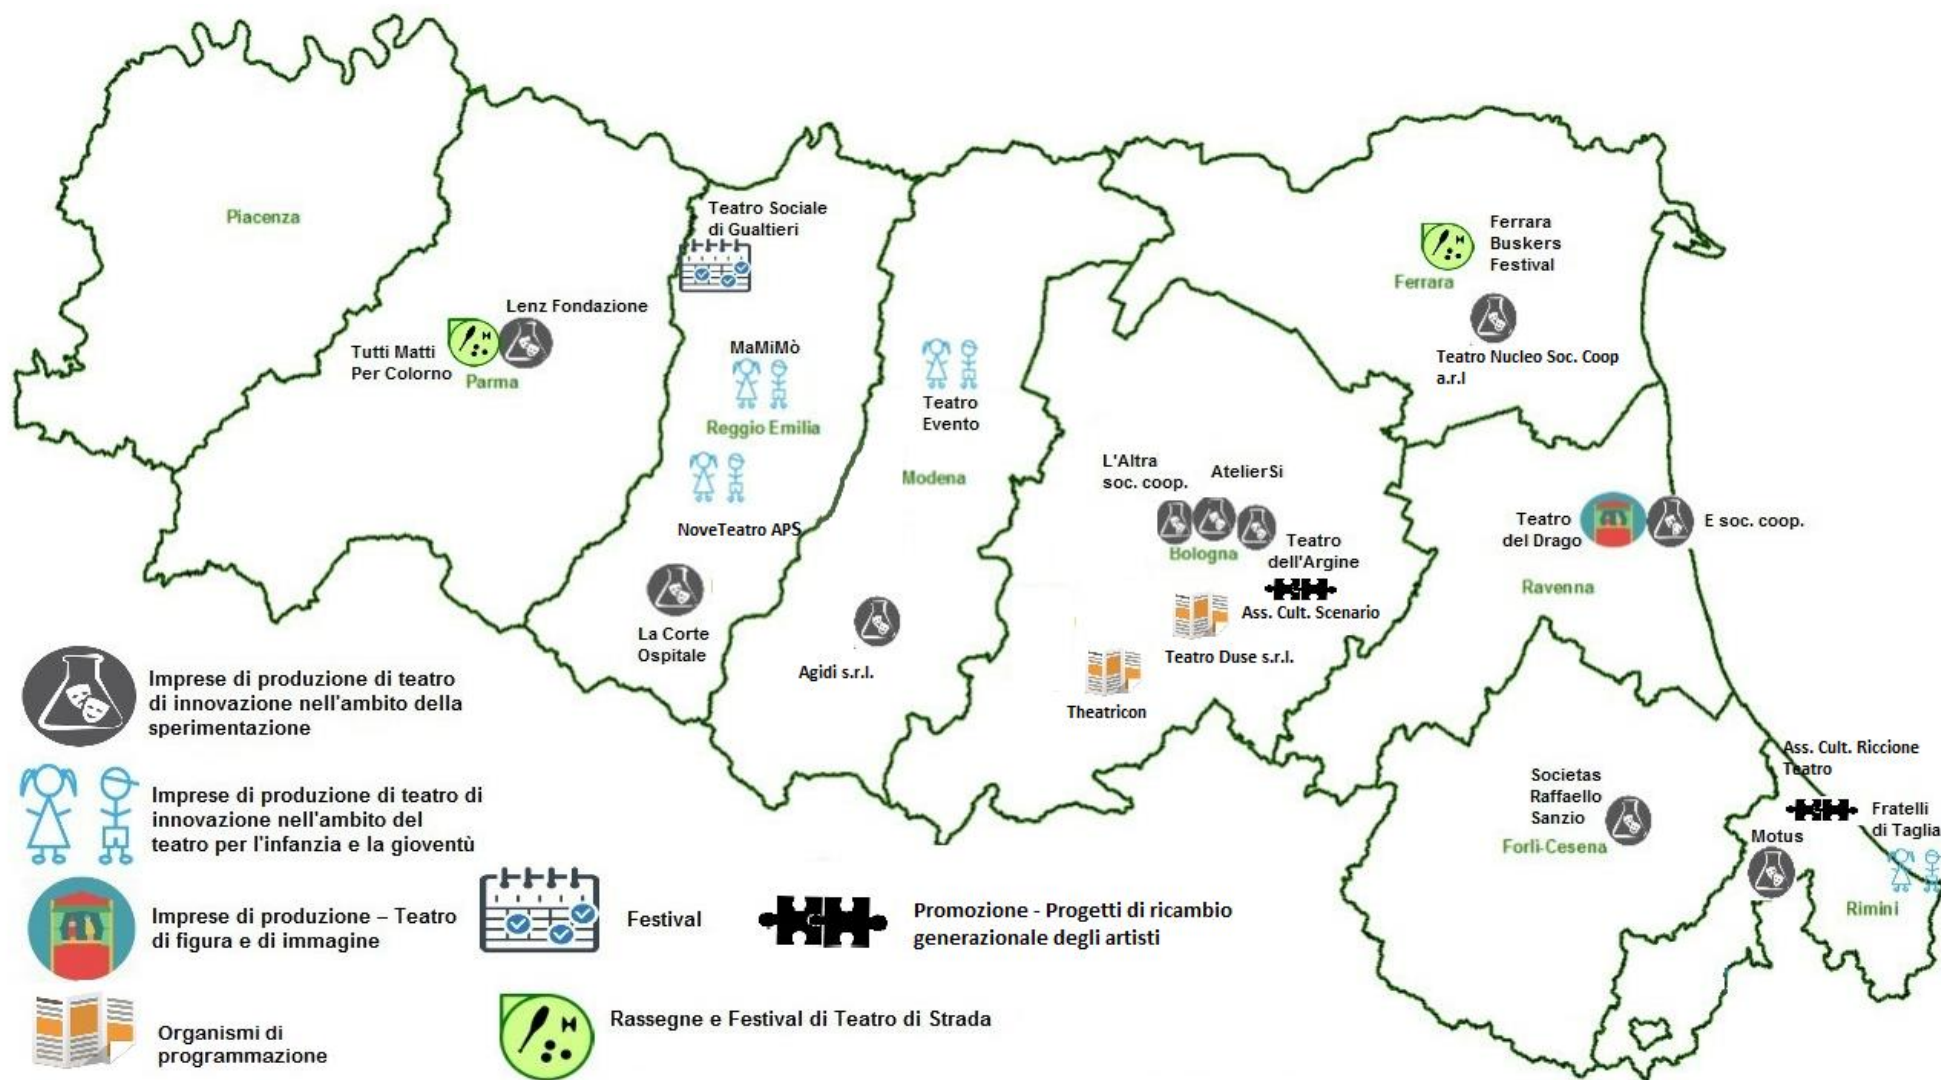 Piacenza
Teatro Sociale
di Gualtieri
Lenz Fondazione
Tutti Matti
Per Colorno
Parma
MaMiMò
Reggio Emilia
NoveTeatro APS
La Corte
Ospitale
Teatro
Evento
Modena
Agidi s.r.l.
Ferrara
Buskers
Festival
Ferrara
Teatro Nucleo Soc. Coop
a.r.l
L'Altra
soc. coop.
AtelierSi
Bologna
Teatro
dell'Argine
Ass. Cult. Scenario
Teatro Duse s.r.l.
Theatricon
Teatro
del Drago
E soc. coop.
Ravenna
Societas
Raffaello
Sanzio
Forlì-Cesena
Ass. Cult. Riccione
Teatro
Fratelli
di Taglia
Motus
Rimini
Imprese di produzione di teatro
di innovazione nell'ambito della
sperimentazione
Imprese di produzione di teatro di
innovazione nell'ambito del
teatro per l'infanzia e la gioventù
Imprese di produzione – Teatro
di figura e di immagine
Organismi di
programmazione
Festival
Rassegne e Festival di Teatro di Strada
Promozione - Progetti di ricambio
generazionale degli artisti